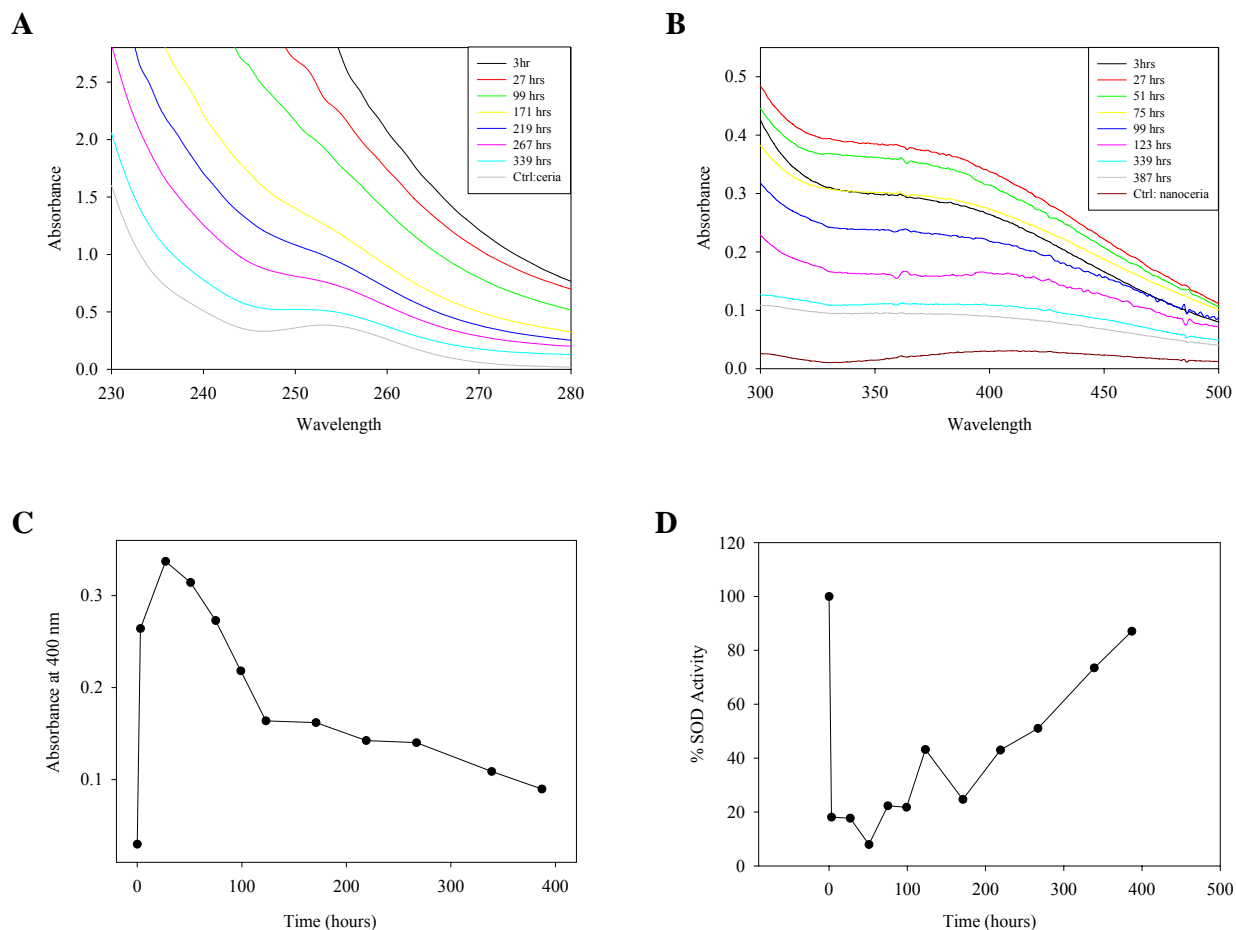 A
Absorbance
2.5
2.0
1.5
1.0
0.5
0.0
3hr
27 hrs
99 hrs
171 hrs
219 hrs
267 hrs
339 hrs
Ctrl:ceria
230 240 250 260 270 280
Wavelength
B
Absorbance
0.5
0.4
0.3
0.2
0.1
0.0
3hrs
27 hrs
51 hrs
75 hrs
99 hrs
123 hrs
339 hrs
387 hrs
Ctrl: nanoceria
300 350 400 450 500
Wavelength
C
Absorbance at 400 nm
0.3
0.2
0.1
0 100 200 300 400
Time (hours)
D
% SOD Activity
120
100
80
60
40
20
0
0 100 200 300 400 500
Time (hours)